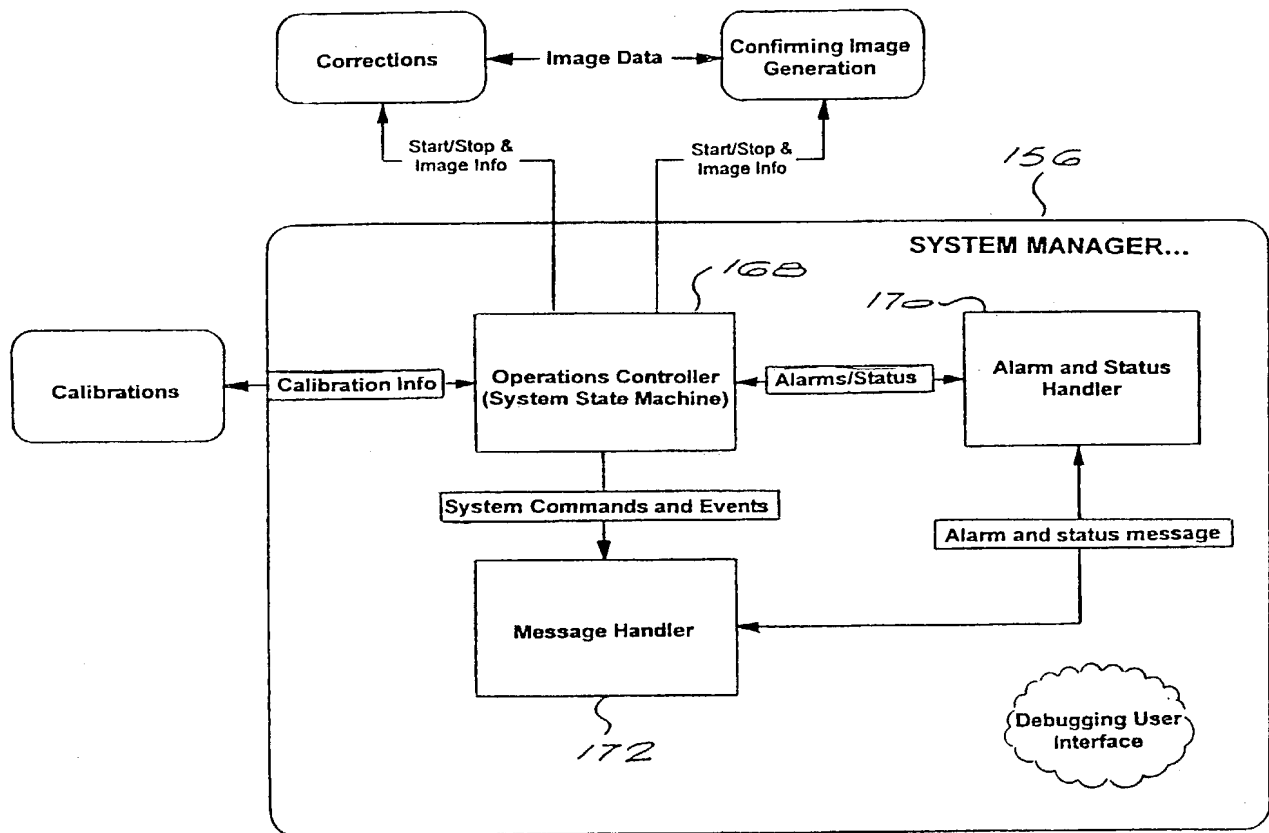 Corrections
Image Data
Confirming Image
Generation
Start/Stop &
Image Info
Start/Stop &
Image Info
156
SYSTEM MANAGER...
168
170
Calibrations
Calibration Info
Operations Controller
(System State Machine)
Alarms/Status
Alarm and Status
Handler
System Commands and Events
Alarm and status message
Message Handler
172
Debugging User
Interface